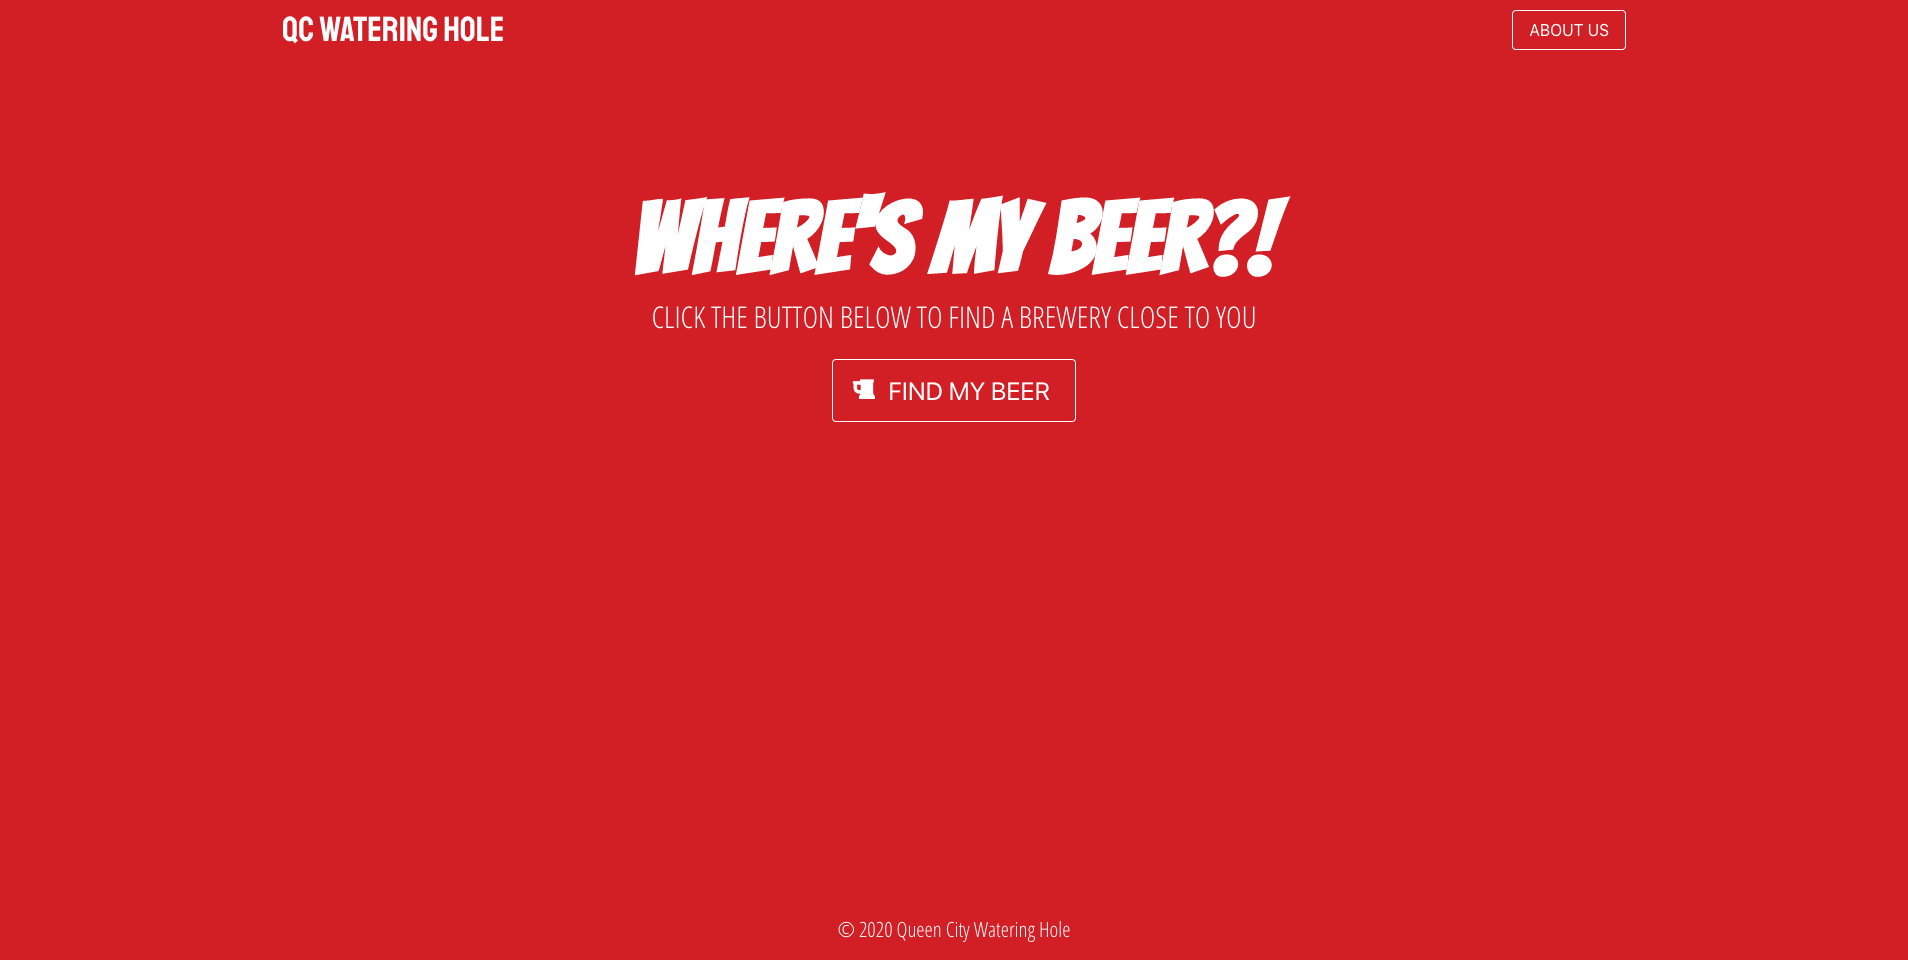 QC WATERING HOLE
ABOUT US
WHERE'S MY BEER?!
CLICK THE BUTTON BELOW TO FIND A BREWERY CLOSE TO YOU
FIND MY BEER
© 2020 Queen City Watering Hole